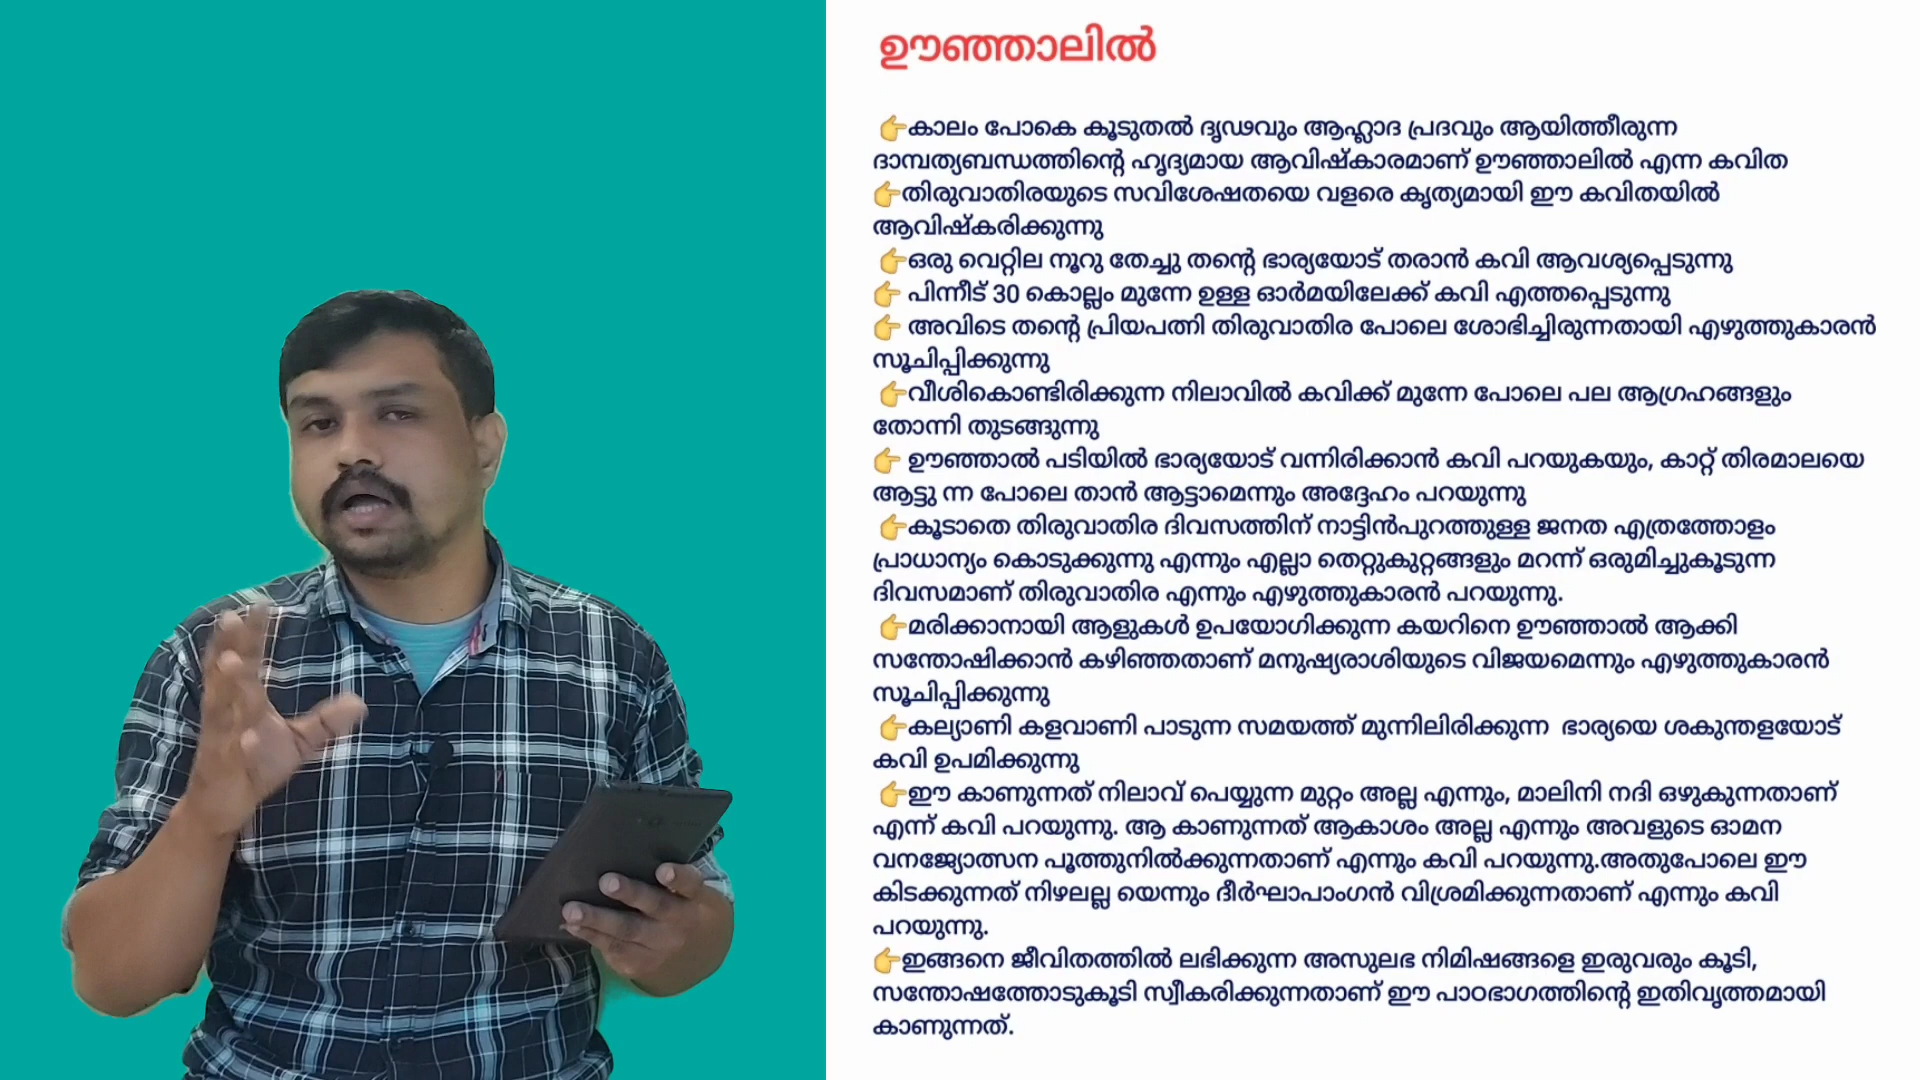 ഊഞ്ഞാലിൽ
👉കാലം പോകെ കൂടുതൽ ദൃഢവും ആഹ്ലാദ പ്രദവും ആയിത്തീരുന്ന
ദാമ്പത്യബന്ധത്തിന്റെ ഹൃദ്യമായ ആവിഷ്കാരമാണ് ഊഞ്ഞാലിൽ എന്ന കവിത
👉തിരുവാതിരയുടെ സവിശേഷതയെ വളരെ കൃത്യമായി ഈ കവിതയിൽ
ആവിഷ്കരിക്കുന്നു
👉ഒരു വെറ്റില നൂറു തേച്ചു തന്റെ ഭാര്യയോട് തരാൻ കവി ആവശ്യപ്പെടുന്നു
👉 പിന്നീട് 30 കൊല്ലം മുന്നേ ഉള്ള ഓർമയിലേക്ക് കവി എത്തപ്പെടുന്നു
👉 അവിടെ തന്റെ പ്രിയപത്നി തിരുവാതിര പോലെ ശോഭിച്ചിരുന്നതായി എഴുത്തുകാരൻ
സൂചിപ്പിക്കുന്നു
👉വീശികൊണ്ടിരിക്കുന്ന നിലാവിൽ കവിക്ക് മുന്നേ പോലെ പല ആഗ്രഹങ്ങളും
തോന്നി തുടങ്ങുന്നു
👉 ഊഞ്ഞാൽ പടിയിൽ ഭാര്യയോട് വന്നിരിക്കാൻ കവി പറയുകയും, കാറ്റ് തിരമാലയെ
ആട്ടു ന്ന പോലെ താൻ ആട്ടാമെന്നും അദ്ദേഹം പറയുന്നു
👉കൂടാതെ തിരുവാതിര ദിവസത്തിന് നാട്ടിൻപുറത്തുള്ള ജനത എത്രത്തോളം
പ്രാധാന്യം കൊടുക്കുന്നു എന്നും എല്ലാ തെറ്റുകുറ്റങ്ങളും മറന്ന് ഒരുമിച്ചുകൂടുന്ന
ദിവസമാണ് തിരുവാതിര എന്നും എഴുത്തുകാരൻ പറയുന്നു.
👉മരിക്കാനായി ആളുകൾ ഉപയോഗിക്കുന്ന കയറിനെ ഊഞ്ഞാൽ ആക്കി
സന്തോഷിക്കാൻ കഴിഞ്ഞതാണ് മനുഷ്യരാശിയുടെ വിജയമെന്നും എഴുത്തുകാരൻ
സൂചിപ്പിക്കുന്നു
👉കല്യാണി കളവാണി പാടുന്ന സമയത്ത് മുന്നിലിരിക്കുന്ന ഭാര്യയെ ശകുന്തളയോട്
കവി ഉപമിക്കുന്നു
👉ഈ കാണുന്നത് നിലാവ് പെയ്യുന്ന മുറ്റം അല്ല എന്നും, മാലിനി നദി ഒഴുകുന്നതാണ്
എന്ന് കവി പറയുന്നു. ആ കാണുന്നത് ആകാശം അല്ല എന്നും അവളുടെ ഓമന
വനജ്യോത്സന പൂത്തുനിൽക്കുന്നതാണ് എന്നും കവി പറയുന്നു.അതുപോലെ ഈ
കിടക്കുന്നത് നിഴലല്ല യെന്നും ദീർഘാപാംഗൻ വിശ്രമിക്കുന്നതാണ് എന്നും കവി
പറയുന്നു.
👉ഇങ്ങനെ ജീവിതത്തിൽ ലഭിക്കുന്ന അസുലഭ നിമിഷങ്ങളെ ഇരുവരും കൂടി,
സന്തോഷത്തോടുകൂടി സ്വീകരിക്കുന്നതാണ് ഈ പാഠഭാഗത്തിന്റെ ഇതിവൃത്തമായി
കാണുന്നത്.